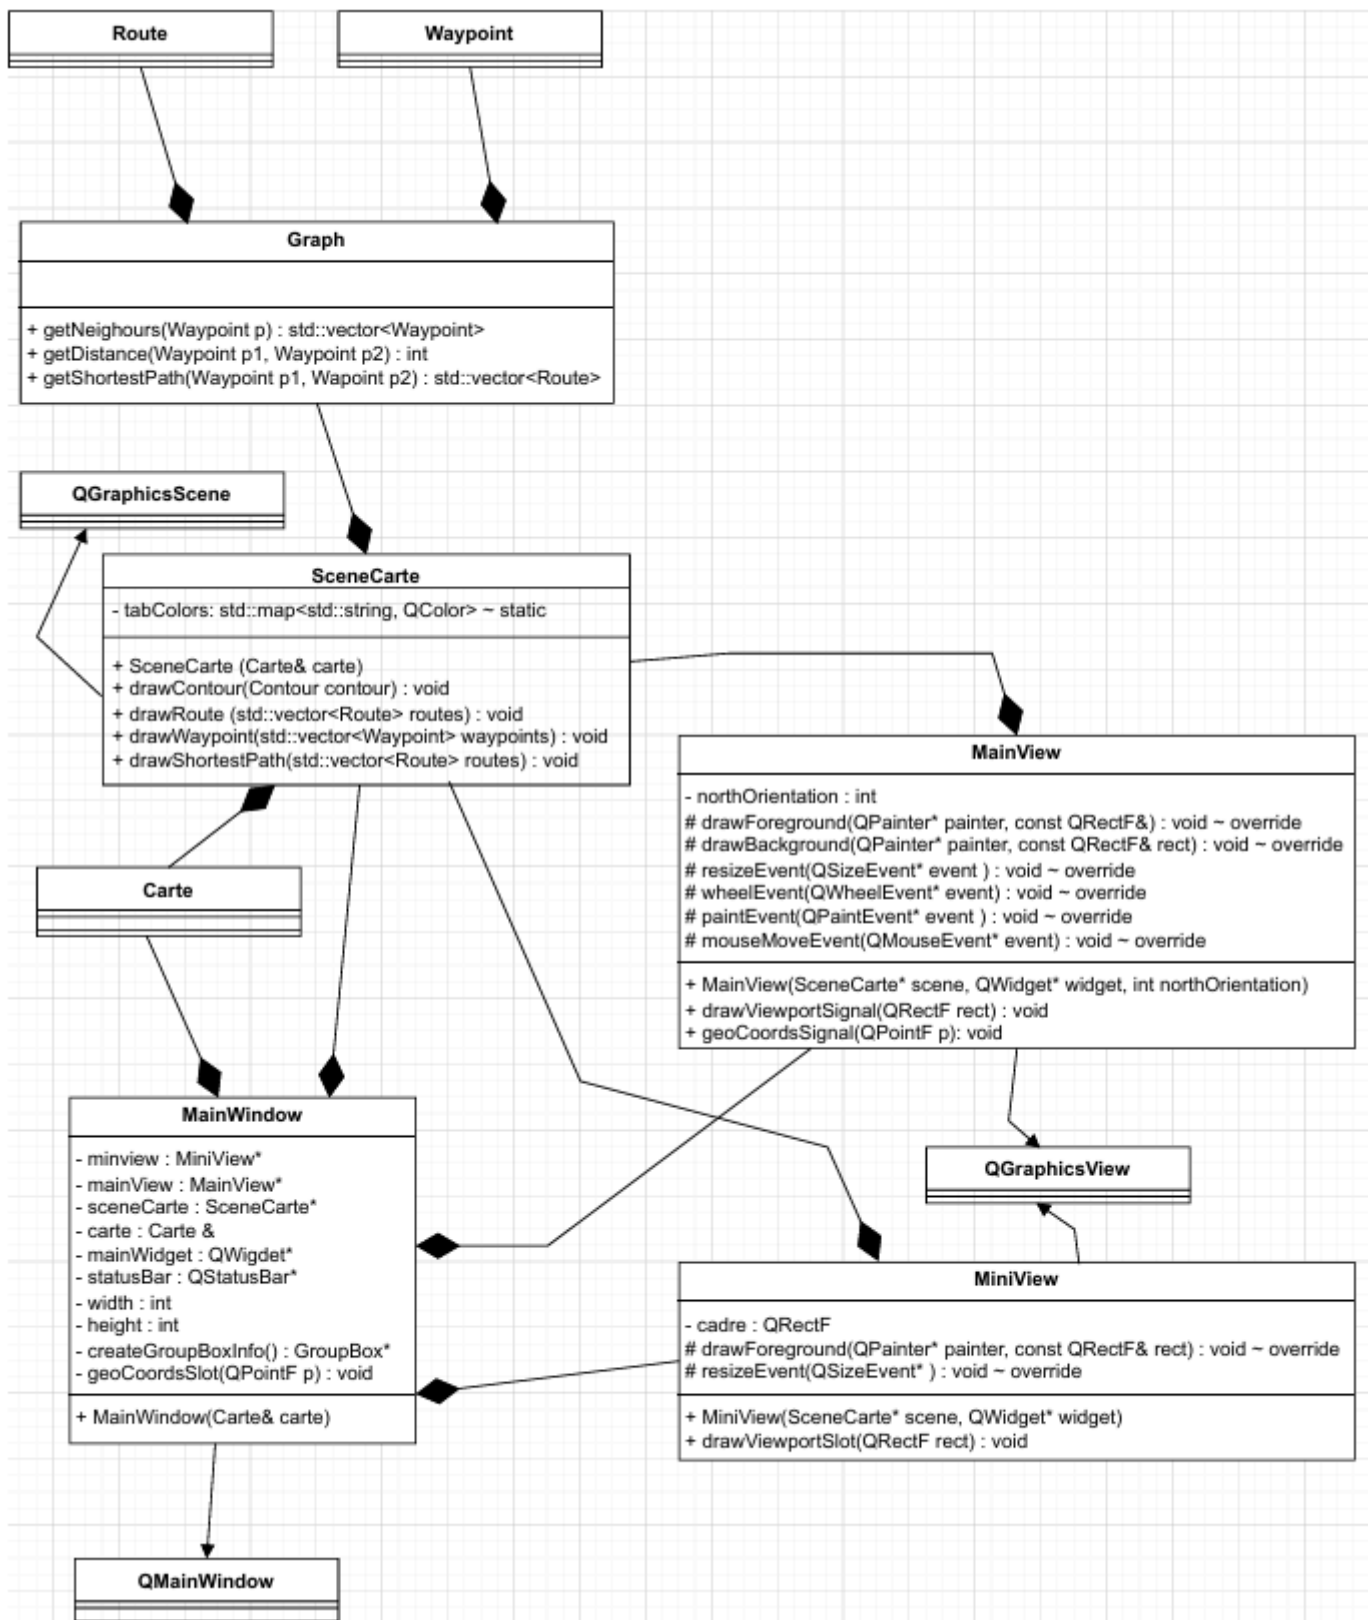 Route
Waypoint
Graph
+ getNeighours(Waypoint p) : std::vector<Waypoint>
+ getDistance(Waypoint p1, Waypoint p2) : int
+ getShortestPath(Waypoint p1, Wapoint p2) : std::vector<Route>
QGraphicsScene
SceneCarte
- tabColors: std::map<std::string, QColor> ~ static
+ SceneCarte (Carte& carte)
+ drawContour(Contour contour) : void
+ drawRoute (std::vector<Route> routes) : void
+ drawWaypoint(std::vector<Waypoint> waypoints) : void
+ drawShortestPath(std::vector<Route> routes) : void
MainView
- northOrientation : int
# drawForeground(QPainter* painter, const QRectF&) : void ~ override
# drawBackground(QPainter* painter, const QRectF& rect) : void ~ override
# resizeEvent(QSizeEvent* event ) : void ~ override
# wheelEvent(QWheelEvent* event) : void ~ override
# paintEvent(QPaintEvent* event ) : void ~ override
# mouseMoveEvent(QMouseEvent* event) : void ~ override
+ MainView(SceneCarte* scene, QWidget* widget, int northOrientation)
+ drawViewportSignal(QRectF rect) : void
+ geoCoordsSignal(QPointF p): void
Carte
MainWindow
- minview : MiniView*
- mainView : MainView*
- sceneCarte : SceneCarte*
- carte : Carte &
- mainWidget : QWigdet*
- statusBar : QStatusBar*
- width : int
- height : int
- createGroupBoxInfo() : GroupBox*
- geoCoordsSlot(QPointF p) : void
+ MainWindow(Carte& carte)
QGraphicsView
MiniView
- cadre : QRectF
# drawForeground(QPainter* painter, const QRectF& rect) : void ~ override
# resizeEvent(QSizeEvent* ) : void ~ override
+ MiniView(SceneCarte* scene, QWidget* widget)
+ drawViewportSlot(QRectF rect) : void
QMainWindow